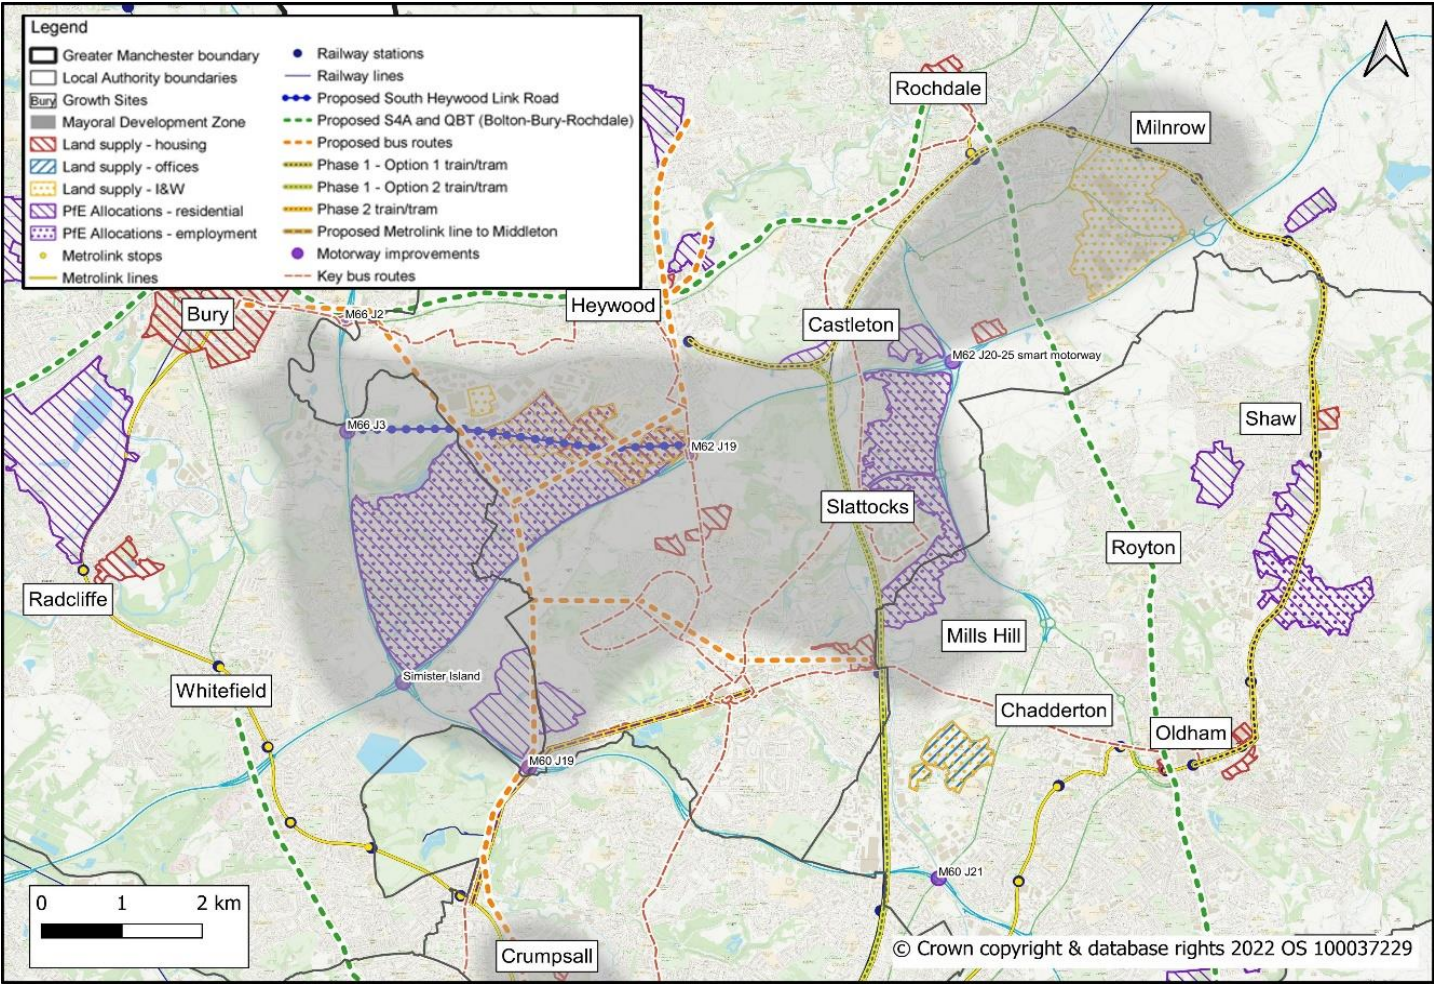 Legend
Greater Manchester boundary
Local Authority boundaries
Bury Growth Sites
Mayoral Development Zone
Land supply - housing
Land supply - offices
Land supply - I&W
PfE Allocations - residential
PfE Allocations - employment
Metrolink stops
Metrolink lines
Railway stations
Railway lines
Proposed South Heywood Link Road
Proposed S4A and QBT (Bolton-Bury-Rochdale)
Proposed bus routes
Phase 1 - Option 1 train/tram
Phase 1 - Option 2 train/tram
Phase 2 train/tram
Proposed Metrolink line to Middleton
Motorway improvements
Key bus routes
Rochdale
Milnrow
Bury
M66 J2
Heywood
Castleton
M62 J20-25 smart motorway
M66 J3
M62 J19
Shaw
Slattocks
Royton
Radcliffe
Mills Hill
Simister Island
Whitefield
Chadderton
Oldham
M60 J19
M60 J21
0 1 2 km
Crumpsall
© Crown copyright & database rights 2022 OS 100037229